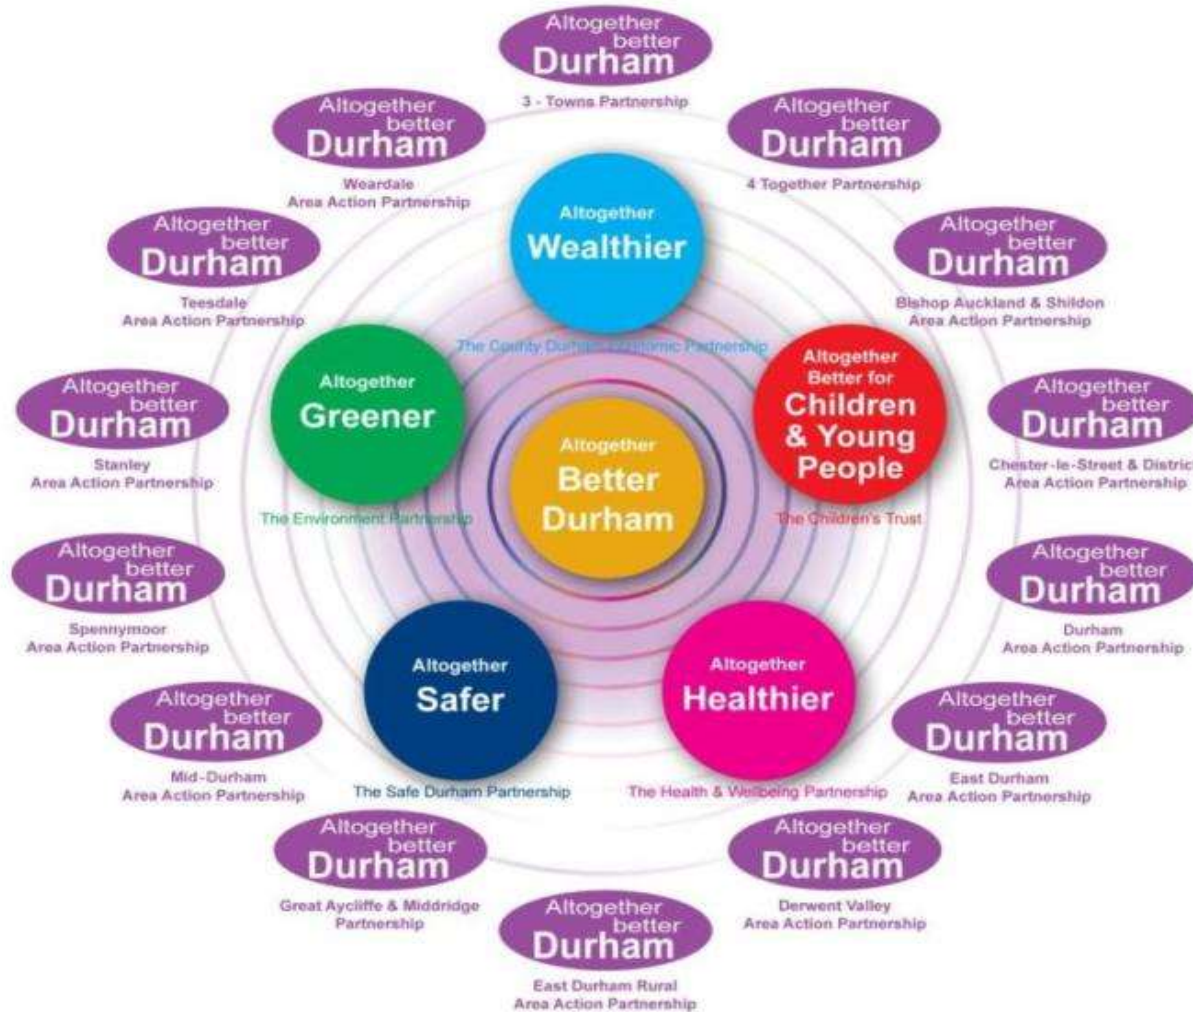 Altogether
better
Durham
3 - Towns Partnership
Altogether
better
Durham
Weardale
Area Action Partnership
Altogether
better
Durham
4 Together Partnership
Altogether
Wealthier
The County Durham Economic Partnership
Altogether
better
Durham
Teesdale
Area Action Partnership
Altogether
better
Durham
Bishop Auckland & Shildon
Area Action Partnership
Altogether
Greener
The Environment Partnership
Altogether
Better for
Children
& Young
People
The Children's Trust
Altogether
better
Durham
Stanley
Area Action Partnership
Altogether
Better
Durham
Altogether
better
Durham
Chester-le-Street & District
Area Action Partnership
Altogether
better
Durham
Spennymoor
Area Action Partnership
Altogether
better
Durham
Durham
Area Action Partnership
Altogether
Safer
The Safe Durham Partnership
Altogether
Healthier
The Health & Wellbeing Partnership
Altogether
better
Durham
Mid-Durham
Area Action Partnership
Altogether
better
Durham
East Durham
Area Action Partnership
Altogether
better
Durham
Great Aycliffe & Middridge
Partnership
Altogether
better
Durham
Derwent Valley
Area Action Partnership
Altogether
better
Durham
East Durham Rural
Area Action Partnership